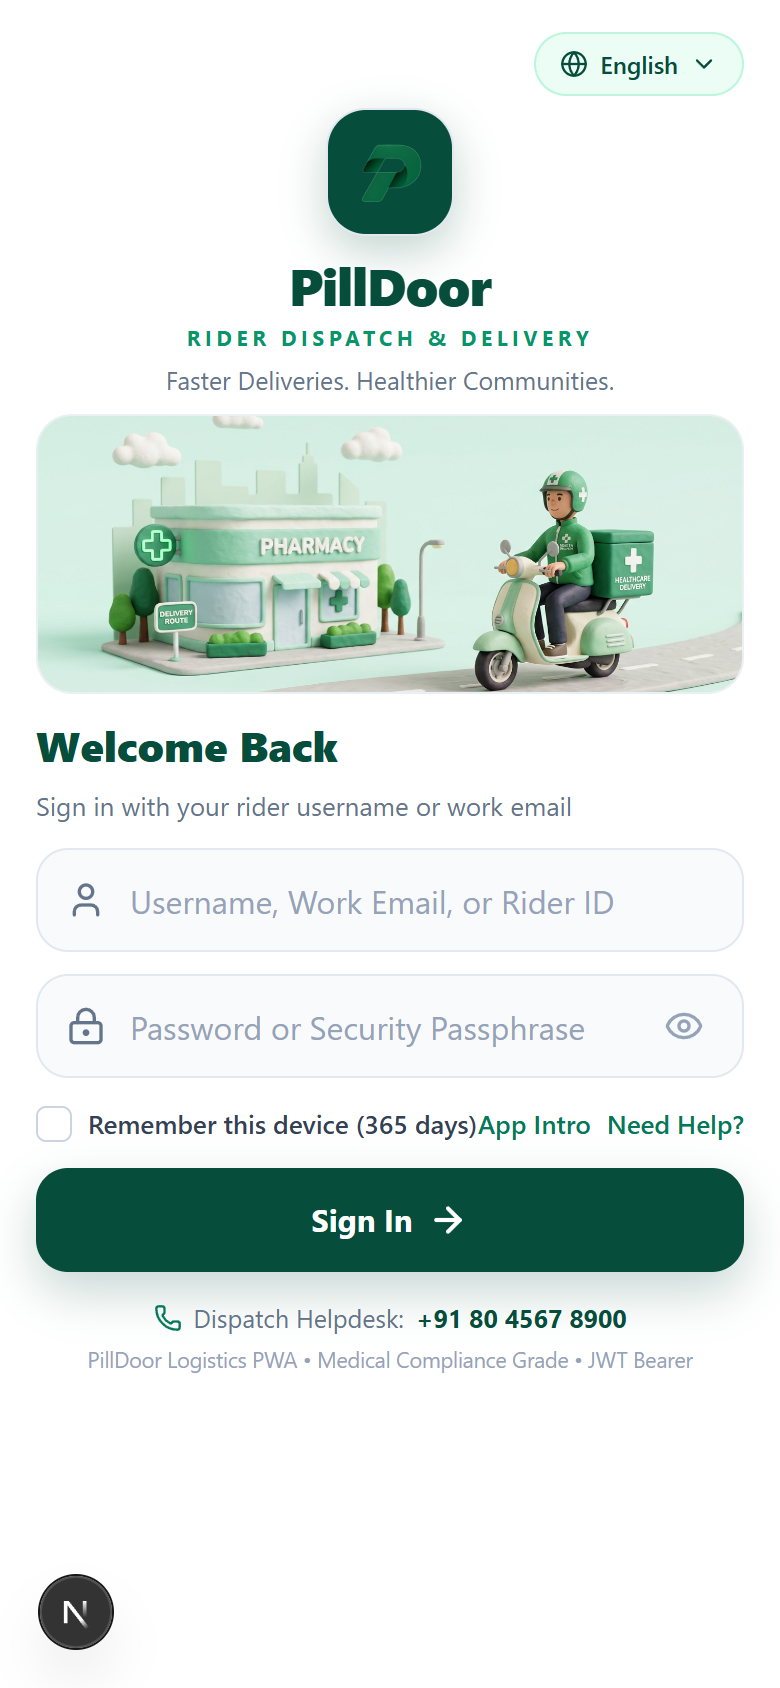 English
PillDoor
RIDER DISPATCH & DELIVERY
Faster Deliveries. Healthier Communities.
PHARMACY
DELIVERY
ROUTE
HEALTHCARE
DELIVERY
Welcome Back
Sign in with your rider username or work email
Username, Work Email, or Rider ID
Password or Security Passphrase
Remember this device (365 days) App Intro Need Help?
Sign In
Dispatch Helpdesk: +91 80 4567 8900
PillDoor Logistics PWA • Medical Compliance Grade • JWT Bearer
N